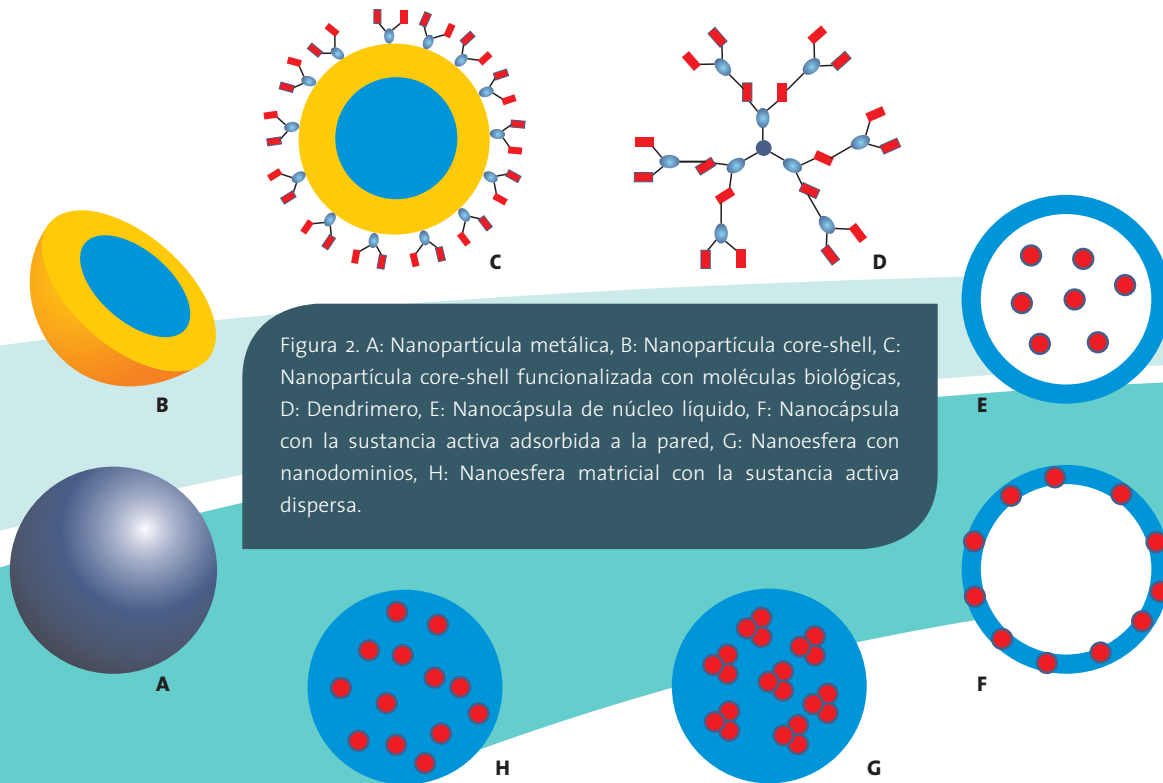 C
D
B
E
Figura 2. A: Nanopartícula metálica, B: Nanopartícula core-shell, C:
Nanopartícula core-shell funcionalizada con moléculas biológicas,
D: Dendrimero, E: Nanocápsula de núcleo líquido, F: Nanocápsula
con la sustancia activa adsorbida a la pared, G: Nanoesfera con
nanodominios, H: Nanoesfera matricial con la sustancia activa
dispersa.
A
F
H
G